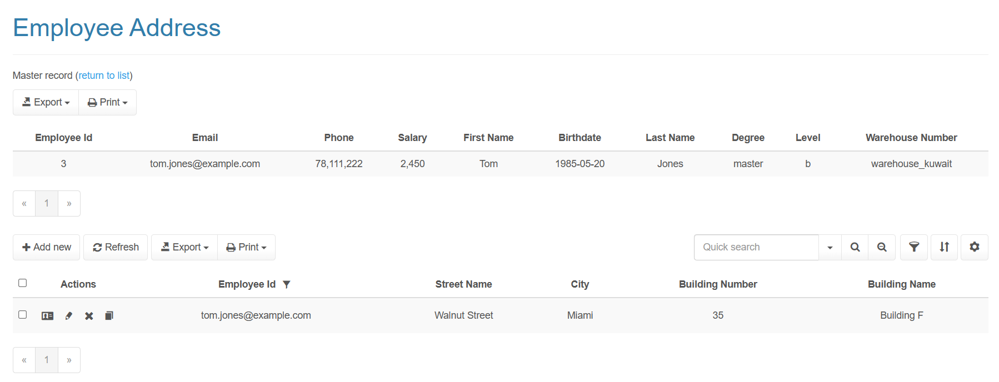 Employee Address
Master record (return to list)
Export Print
Employee Id Email Phone Salary First Name Birthdate Last Name Degree Level Warehouse Number
3 tom.jones@example.com 78,111,222 2,450 Tom 1985-05-20 Jones master b warehouse_kuwait
« 1 »
Add new Refresh Export Print Quick search
Actions Employee Id Street Name City Building Number Building Name
tom.jones@example.com Walnut Street Miami 35 Building F
« 1 »